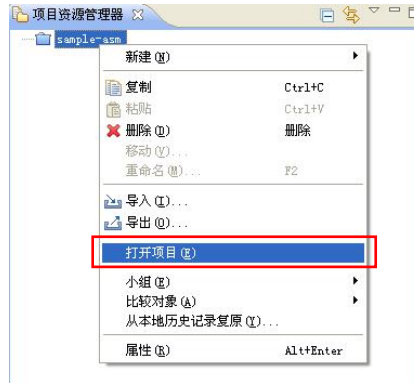 项目资源管理器
sample-asm
新建(N)
复制 Ctrl+C
粘贴 Ctrl+V
删除(D) 删除
移动(V)...
重命名(M)... F2
导入(I)...
导出(O)...
打开项目(E)
小组(E)
比较对象(A)
从本地历史记录复原(Y)...
属性(R) Alt+Enter